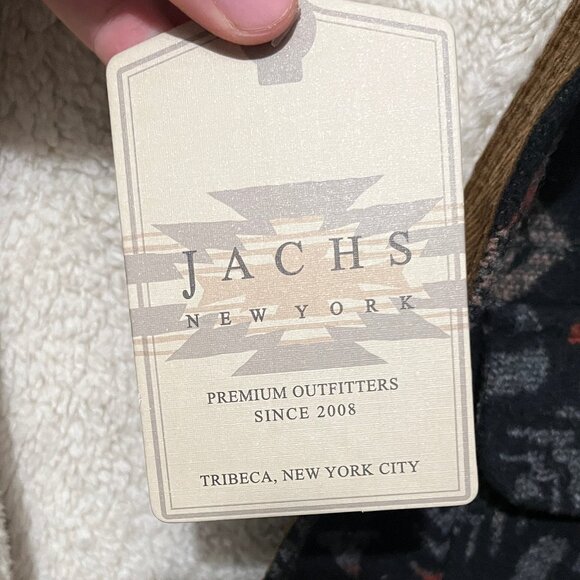 JACHS
NEW YORK
PREMIUM OUTFITTERS
SINCE 2008
TRIBECA, NEW YORK CITY